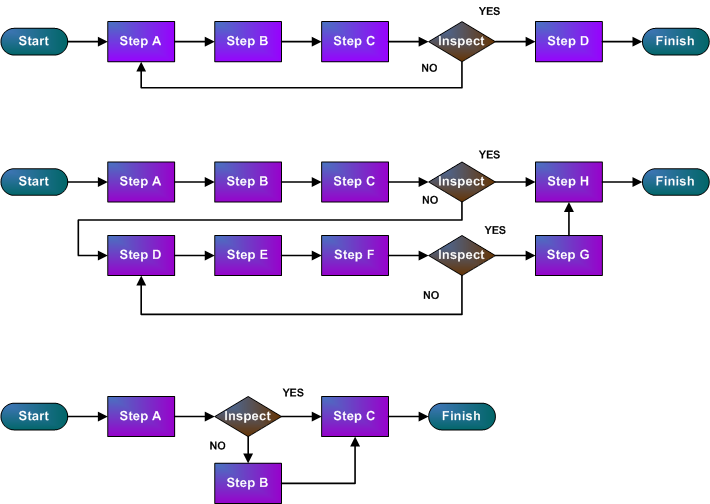 YES
Start Step A Step B Step C Inspect Step D Finish
NO
YES
Start Step A Step B Step C Inspect Step H Finish
NO
YES
Step D Step E Step F Inspect Step G
NO
YES
Start Step A Inspect Step C Finish
NO
Step B